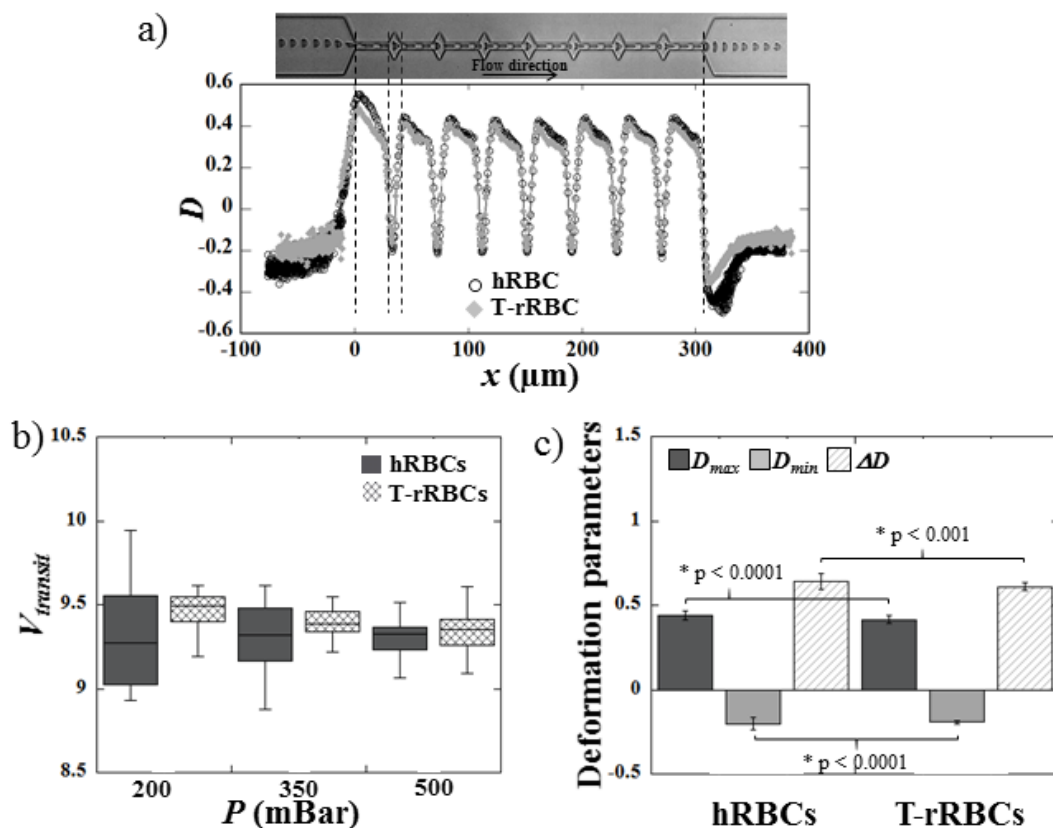 a)
Flow direction
0.6
0.4
0.2
0
-0.2
-0.4
-0.6
D
hRBC
T-rRBC
-100 0 100 200 300 400
x (μm)
b)
10.5
10
9.5
9
8.5
V transit
hRBCs
T-rRBCs
200 350 500
P (mBar)
c)
1.5
1
0.5
0
-0.5
Deformation parameters
Dmax Dmin ΔD
* p < 0.001
* p < 0.0001
* p < 0.0001
hRBCs T-rRBCs